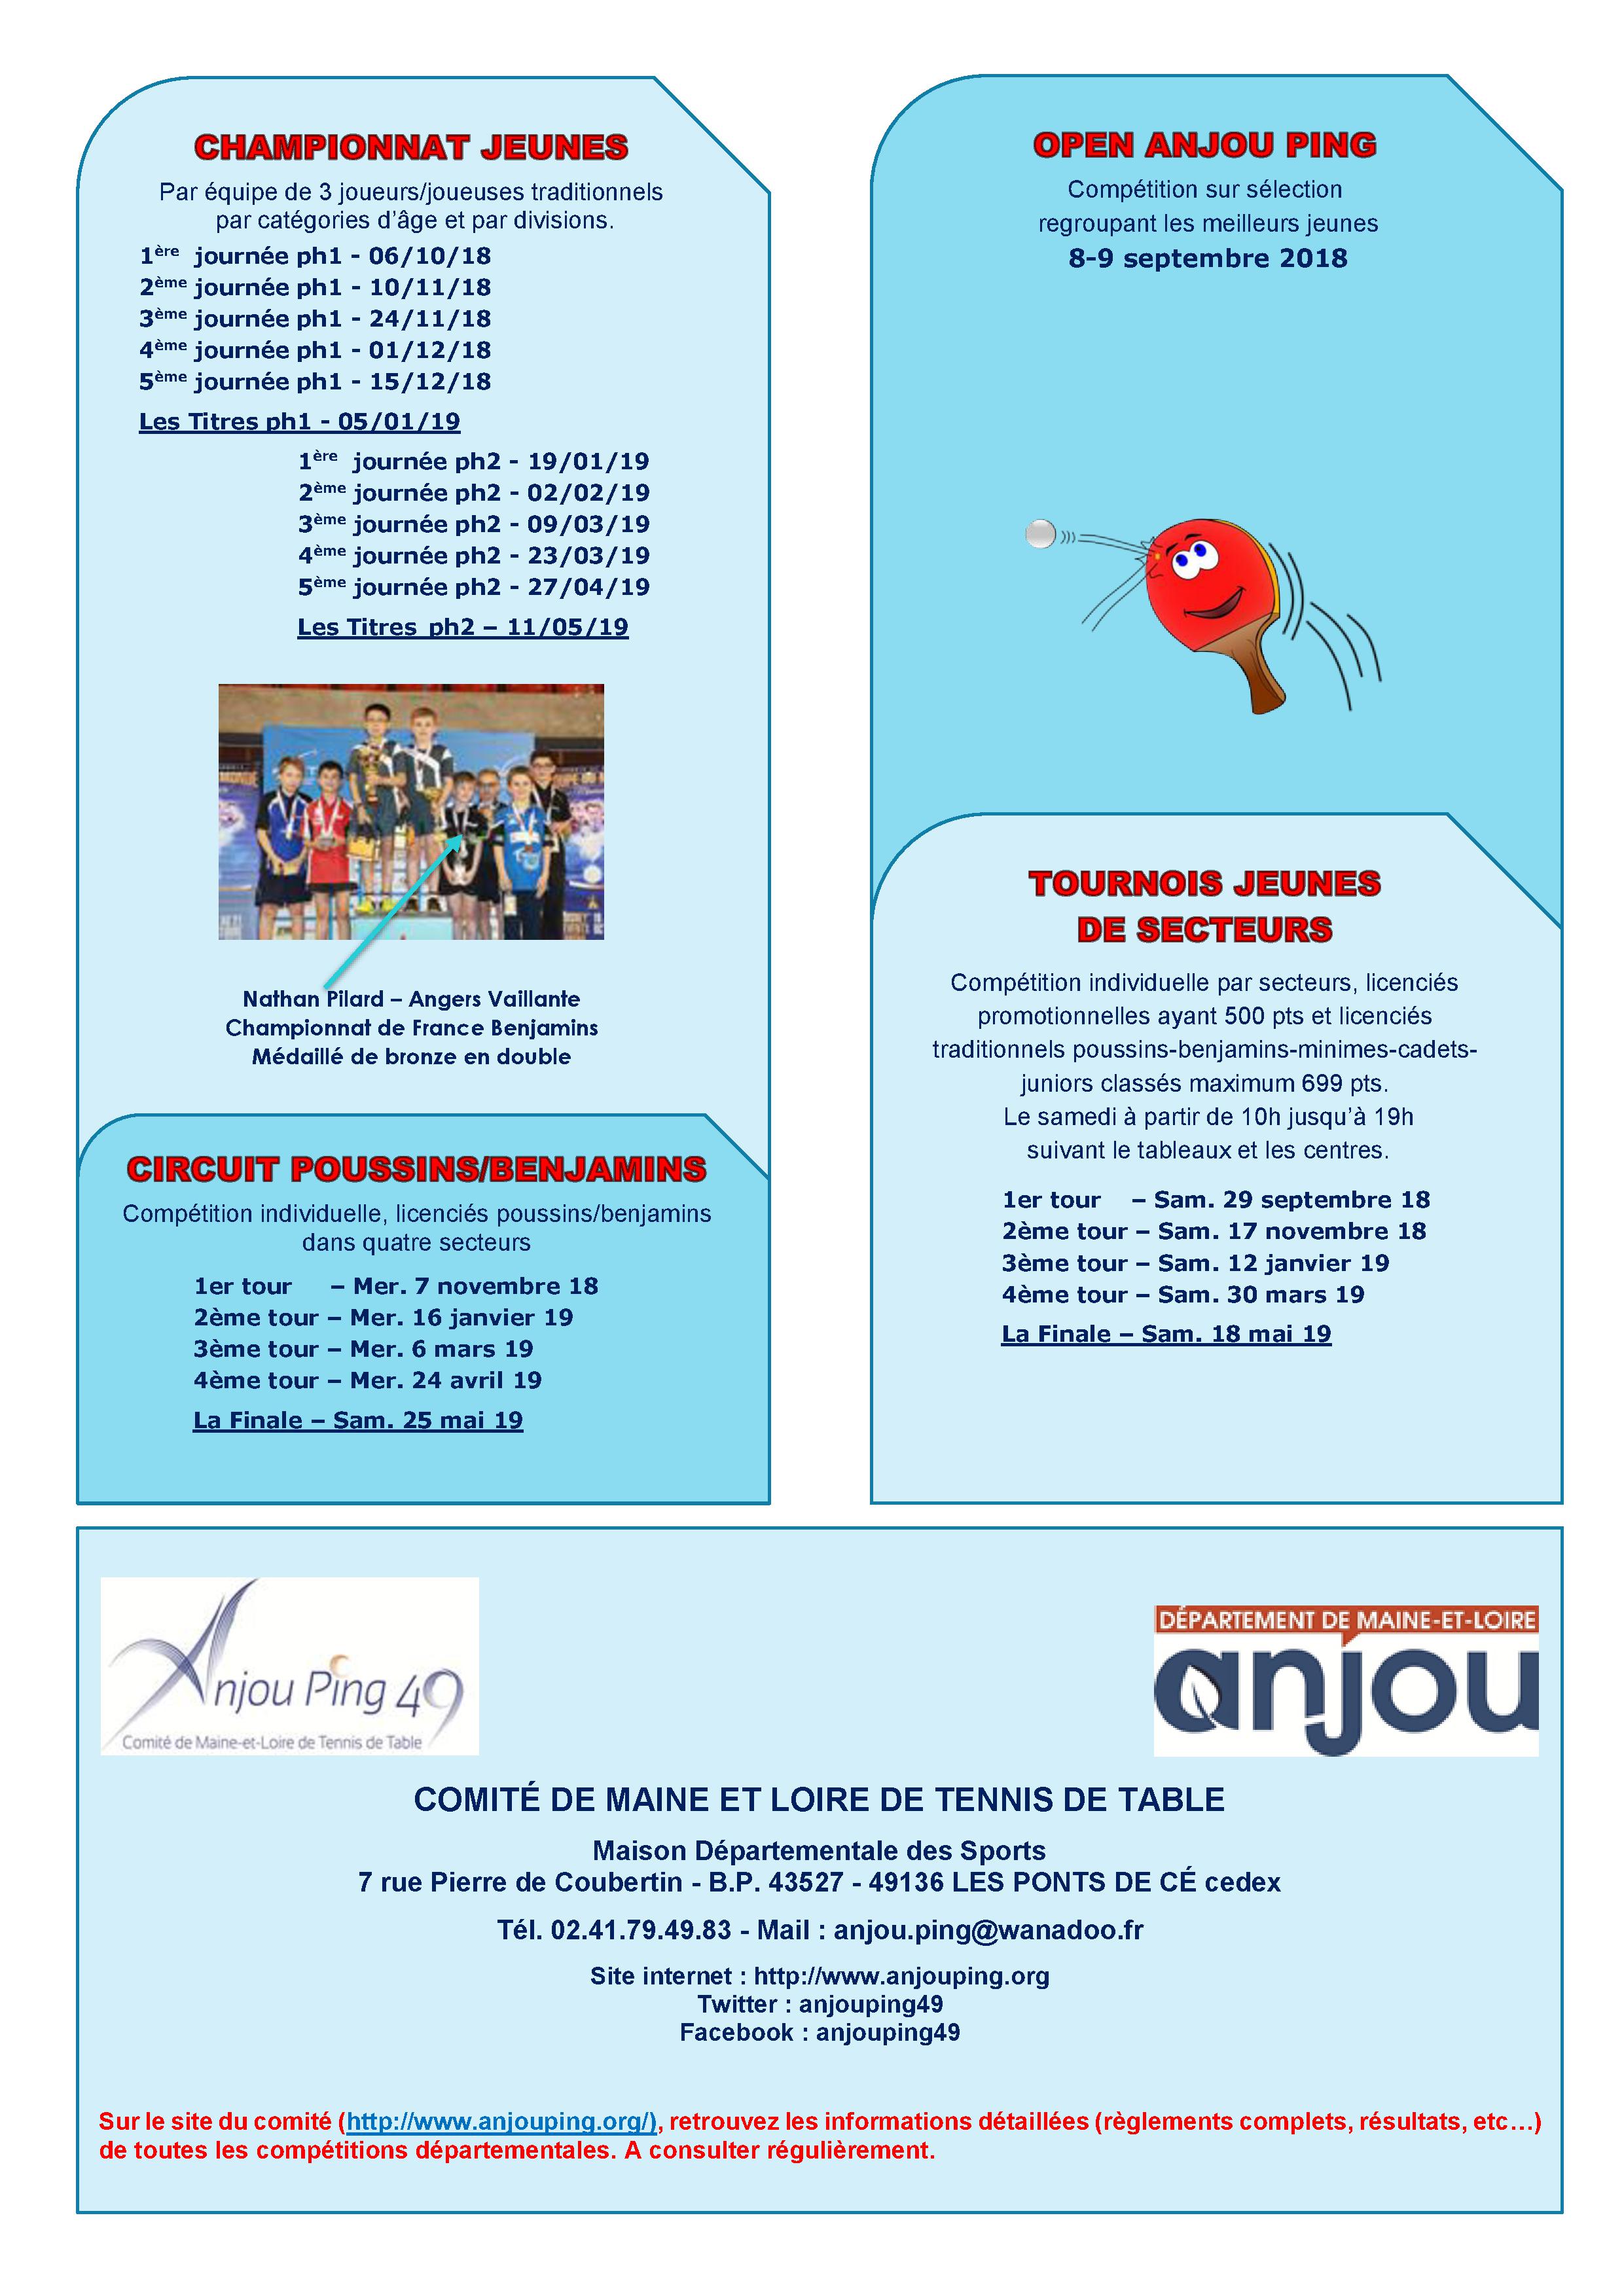 CHAMPIONNAT JEUNES
Par équipe de 3 joueurs/joueuses traditionnels
par catégories d'âge et par divisions.
1ère journée ph1 - 06/10/18
2ème journée ph1 - 10/11/18
3ème journée ph1 - 24/11/18
4ème journée ph1 - 01/12/18
5ème journée ph1 - 15/12/18
Les Titres ph1 - 05/01/19
1ère journée ph2 - 19/01/19
2ème journée ph2 - 02/02/19
3ème journée ph2 - 09/03/19
4ème journée ph2 - 23/03/19
5ème journée ph2 - 27/04/19
Les Titres ph2 – 11/05/19
Nathan Pilard – Angers Vaillante
Championnat de France Benjamins
Médaillé de bronze en double
CIRCUIT POUSSINS/BENJAMINS
Compétition individuelle, licenciés poussins/benjamins
dans quatre secteurs
1er tour – Mer. 7 novembre 18
2ème tour – Mer. 16 janvier 19
3ème tour – Mer. 6 mars 19
4ème tour – Mer. 24 avril 19
La Finale – Sam. 25 mai 19
OPEN ANJOU PING
Compétition sur sélection
regroupant les meilleurs jeunes
8-9 septembre 2018
TOURNOIS JEUNES
DE SECTEURS
Compétition individuelle par secteurs, licenciés
promotionnelles ayant 500 pts et licenciés
traditionnels poussins-benjamins-minimes-cadets-
juniors classés maximum 699 pts.
Le samedi à partir de 10h jusqu'à 19h
suivant le tableaux et les centres.
1er tour – Sam. 29 septembre 18
2ème tour – Sam. 17 novembre 18
3ème tour – Sam. 12 janvier 19
4ème tour – Sam. 30 mars 19
La Finale – Sam. 18 mai 19
Anjou Ping 49
Comité de Maine-et-Loire de Tennis de Table
DÉPARTEMENT DE MAINE-ET-LOIRE
anjou
COMITÉ DE MAINE ET LOIRE DE TENNIS DE TABLE
Maison Départementale des Sports
7 rue Pierre de Coubertin - B.P. 43527 - 49136 LES PONTS DE CÉ cedex
Tél. 02.41.79.49.83 - Mail : anjou.ping@wanadoo.fr
Site internet : http://www.anjouping.org
Twitter : anjouping49
Facebook : anjouping49
Sur le site du comité (http://www.anjouping.org/), retrouvez les informations détaillées (règlements complets, résultats, etc…)
de toutes les compétitions départementales. A consulter régulièrement.